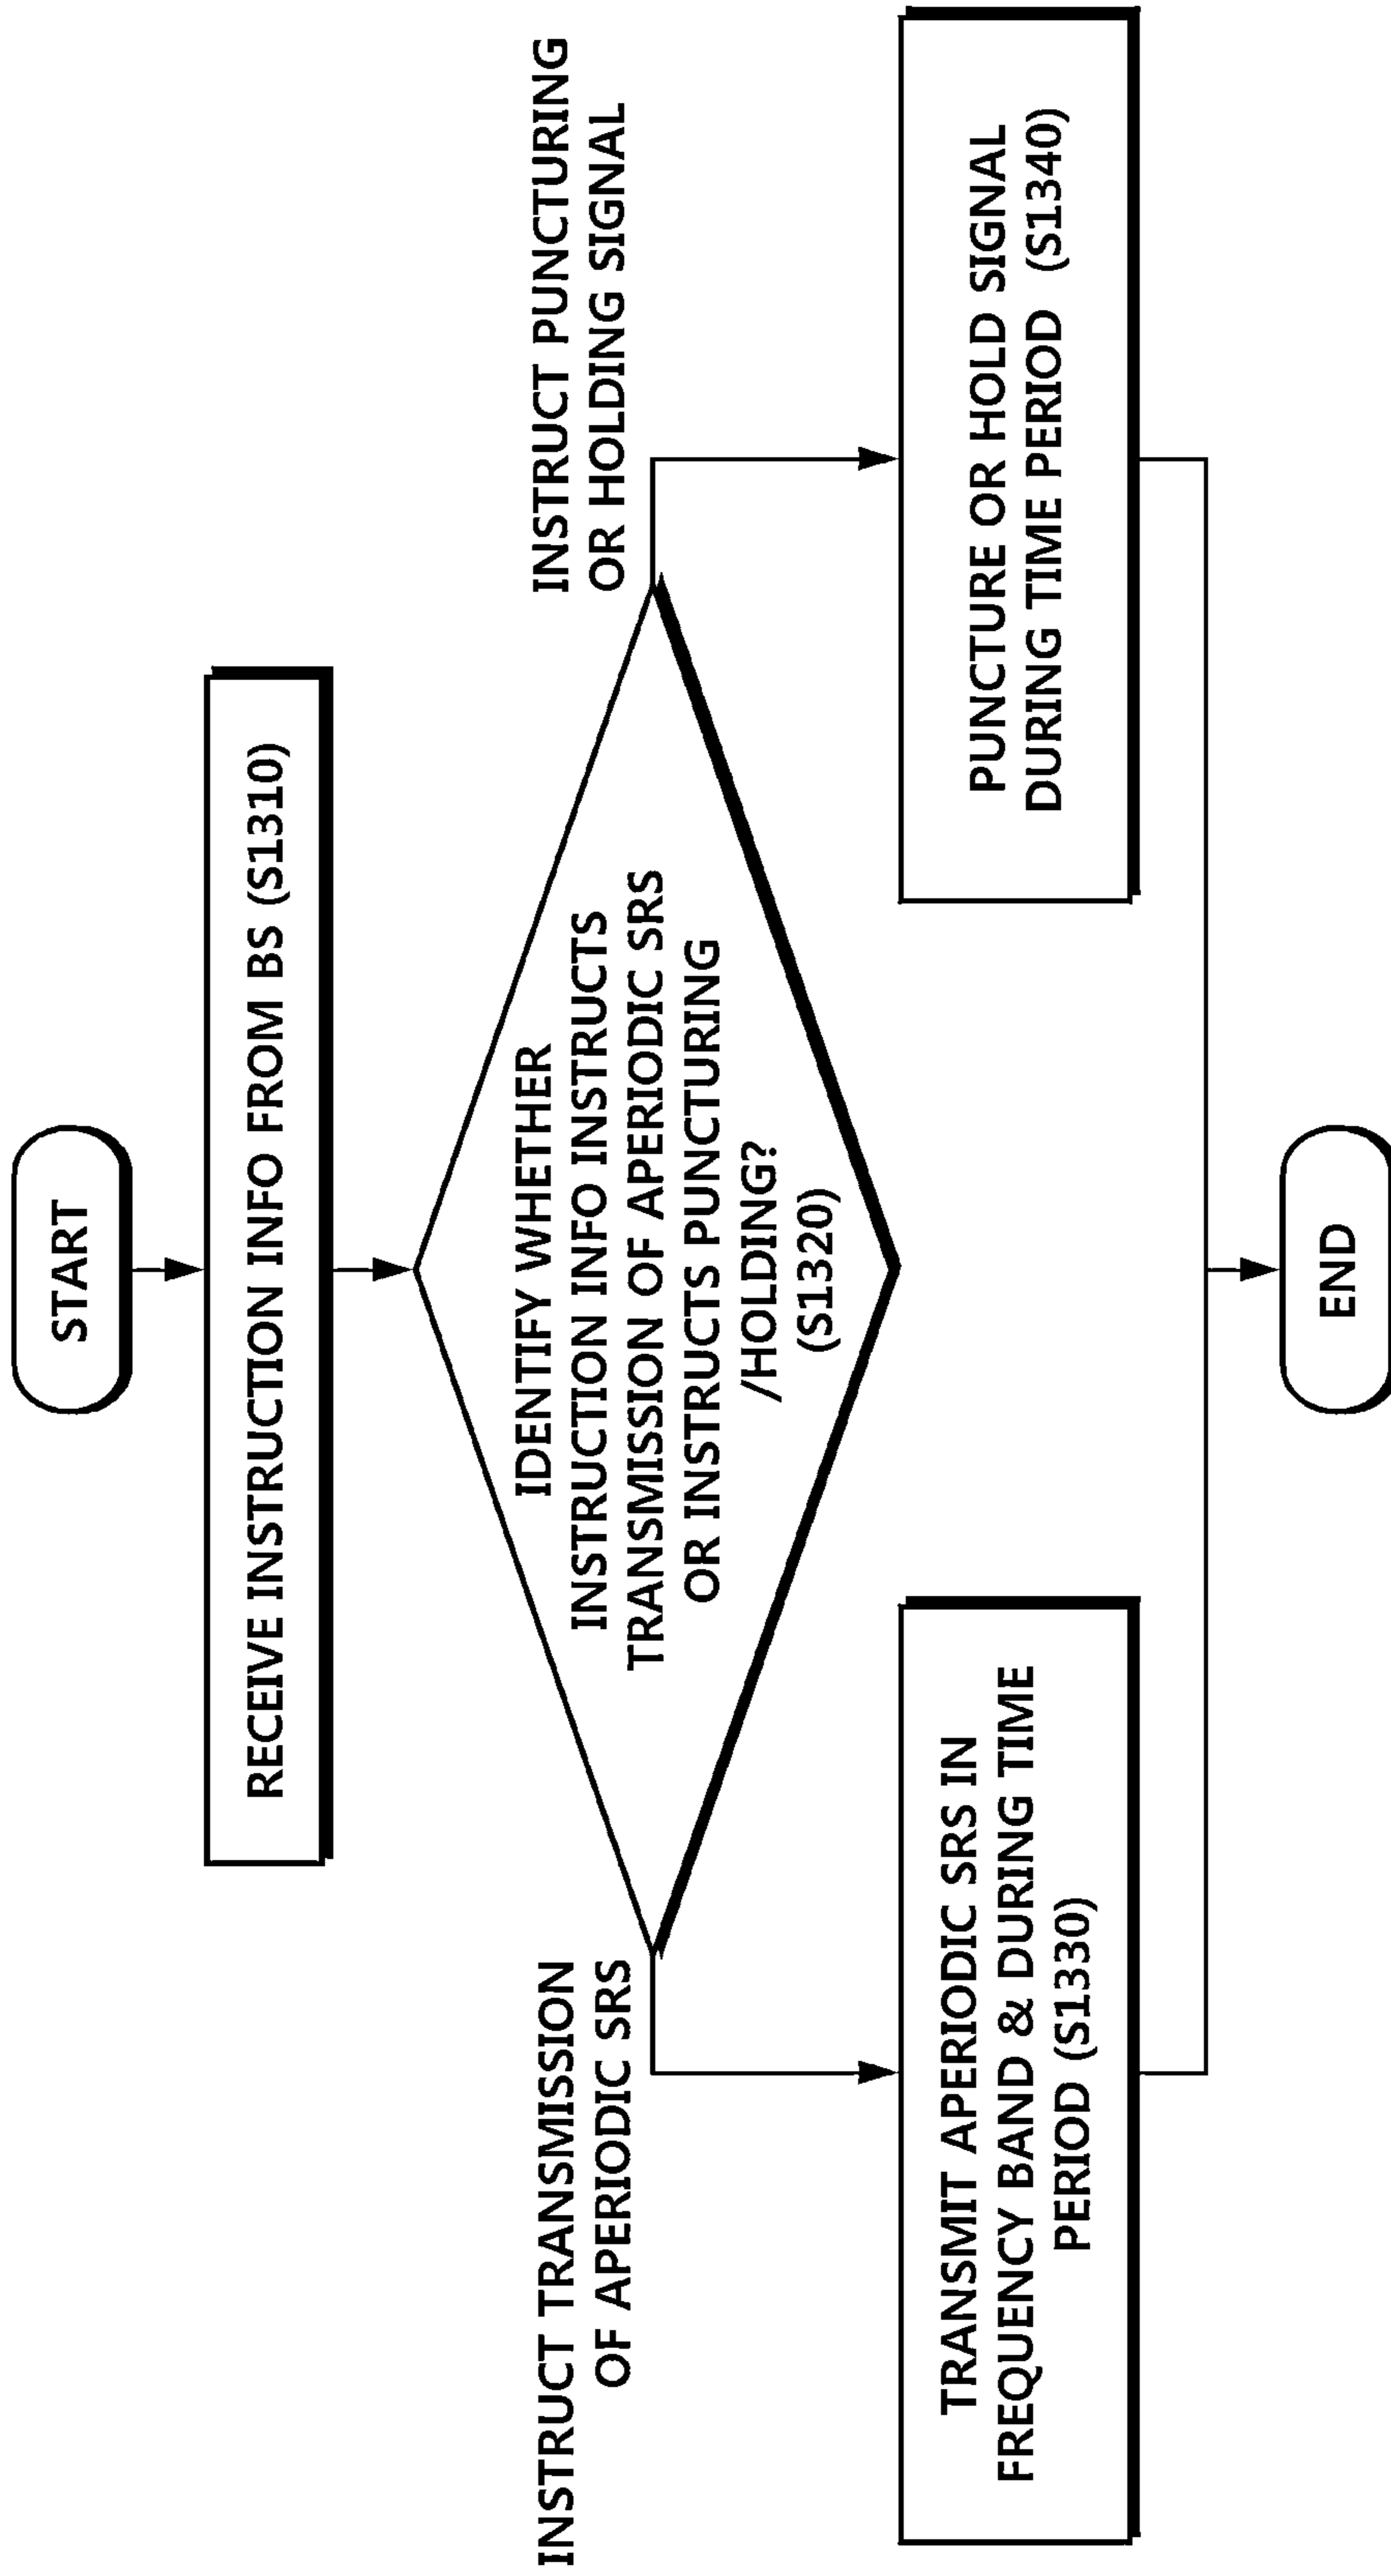 START
RECEIVE INSTRUCTION INFO FROM BS (S1310)
IDENTIFY WHETHER
INSTRUCTION INFO INSTRUCTS
TRANSMISSION OF APERIODIC SRS
OR INSTRUCTS PUNCTURING
/HOLDING?
(S1320)
INSTRUCT TRANSMISSION
OF APERIODIC SRS
INSTRUCT PUNCTURING
OR HOLDING SIGNAL
TRANSMIT APERIODIC SRS IN
FREQUENCY BAND & DURING TIME
PERIOD (S1330)
PUNCTURE OR HOLD SIGNAL
DURING TIME PERIOD (S1340)
END